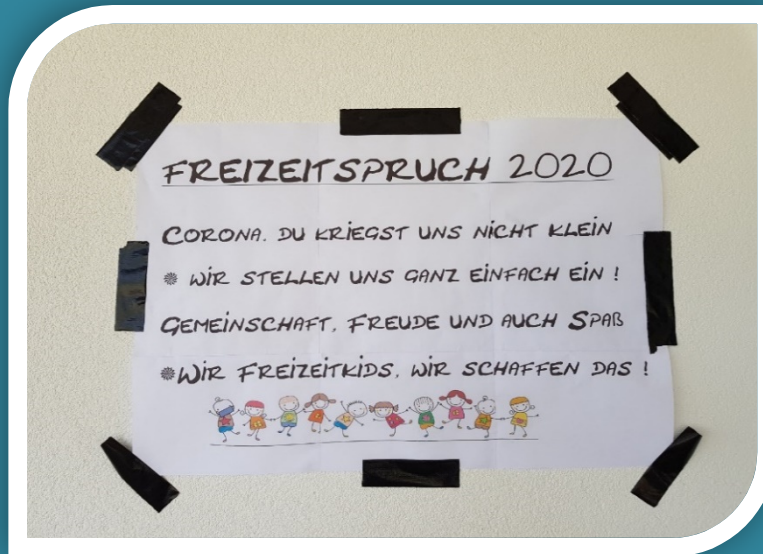 FREIZEITSPRUCH 2020
CORONA. DU KRIEGST UNS NICHT KLEIN
* WIR STELLEN UNS GANZ EINFACH EIN !
GEMEINSCHAFT, FREUDE UND AUCH SPAß
*WIR FREIZEITKIDS, WIR SCHAFFEN DAS !